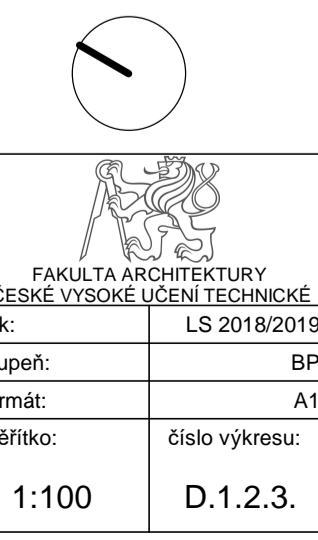 FAKULTA ARCHITEKTURY
ČESKÉ VYSOKÉ UČENÍ TECHNICKÉ
k: LS 2018/2019
upeň: BP
rmát: A1
ěřítko: číslo výkresu:
1:100 D.1.2.3.